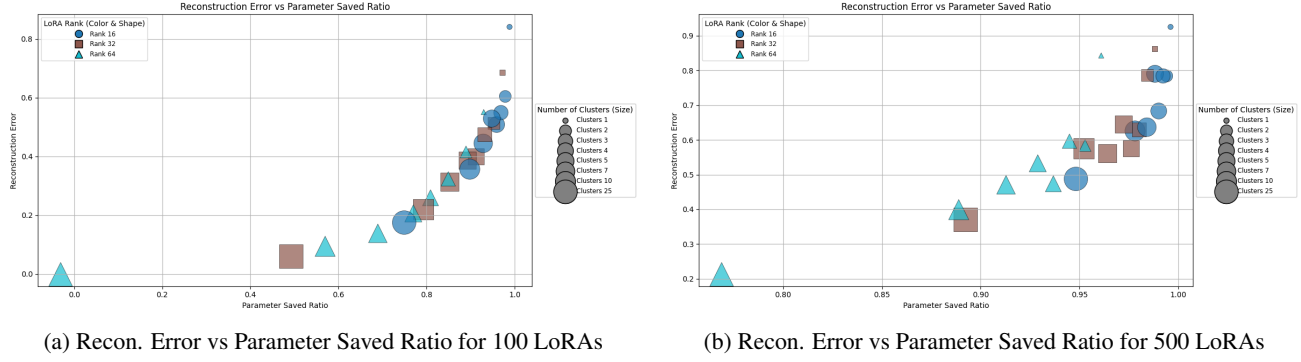 Reconstruction Error vs Parameter Saved Ratio
LoRA Rank (Color & Shape)
Rank 16
Rank 32
Rank 64
0.8
0.6
0.4
0.2
0.0
Reconstruction Error
0.0
0.2
0.4
0.6
0.8
1.0
Parameter Saved Ratio
Number of Clusters (Size)
Clusters 1
Clusters 2
Clusters 3
Clusters 4
Clusters 5
Clusters 7
Clusters 10
Clusters 25
(a) Recon. Error vs Parameter Saved Ratio for 100 LoRAs
Reconstruction Error vs Parameter Saved Ratio
LoRA Rank (Color & Shape)
Rank 16
Rank 32
Rank 64
0.9
0.8
0.7
0.6
0.5
0.4
0.3
0.2
Reconstruction Error
0.80
0.85
0.90
0.95
1.00
Parameter Saved Ratio
Number of Clusters (Size)
Clusters 1
Clusters 2
Clusters 3
Clusters 4
Clusters 5
Clusters 7
Clusters 10
Clusters 25
(b) Recon. Error vs Parameter Saved Ratio for 500 LoRAs